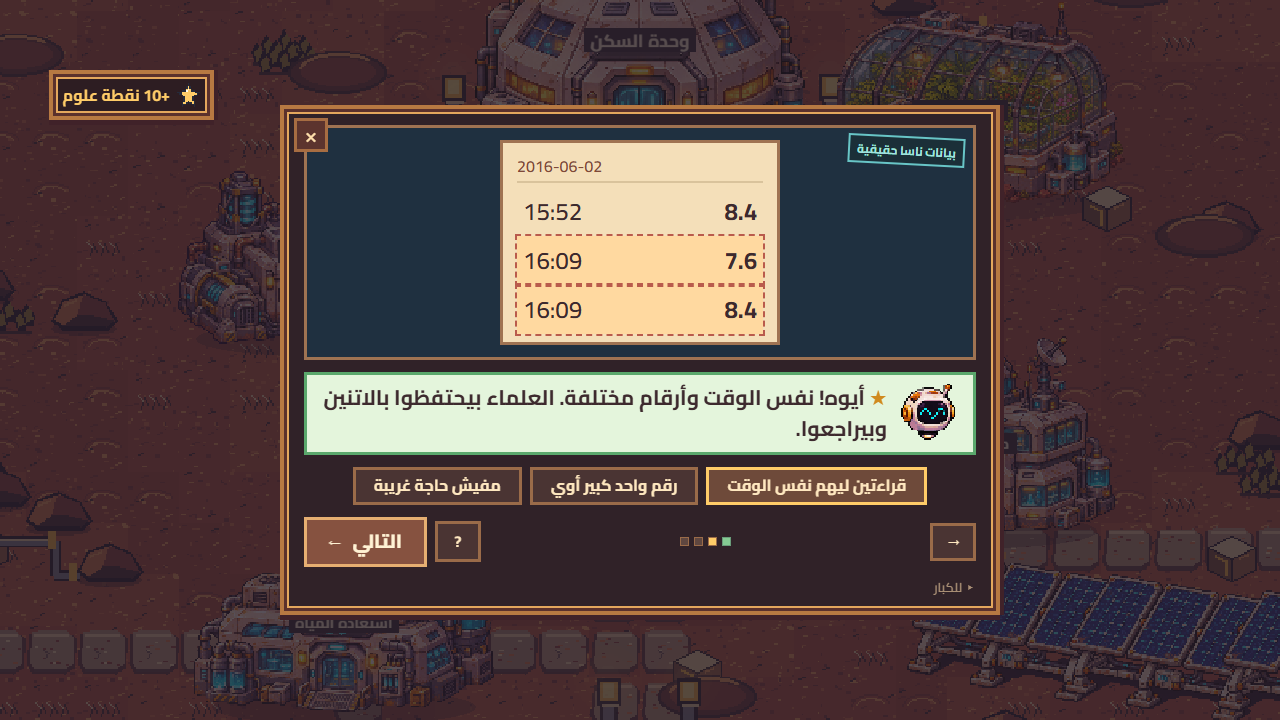 وحدة السكن
+10 نقطة علوم
×
بيانات ناسا حقيقية
2016-06-02
15:52 8.4
16:09 7.6
16:09 8.4
★ أيوه! نفس الوقت وأرقام مختلفة. العلماء بيحتفظوا بالاتنين
وبيراجعوا.
قراءتين ليهم نفس الوقت
رقم واحد كبير أوي
مفيش حاجة غريبة
→
?
التالي ←
للكبار
استعادة المياه